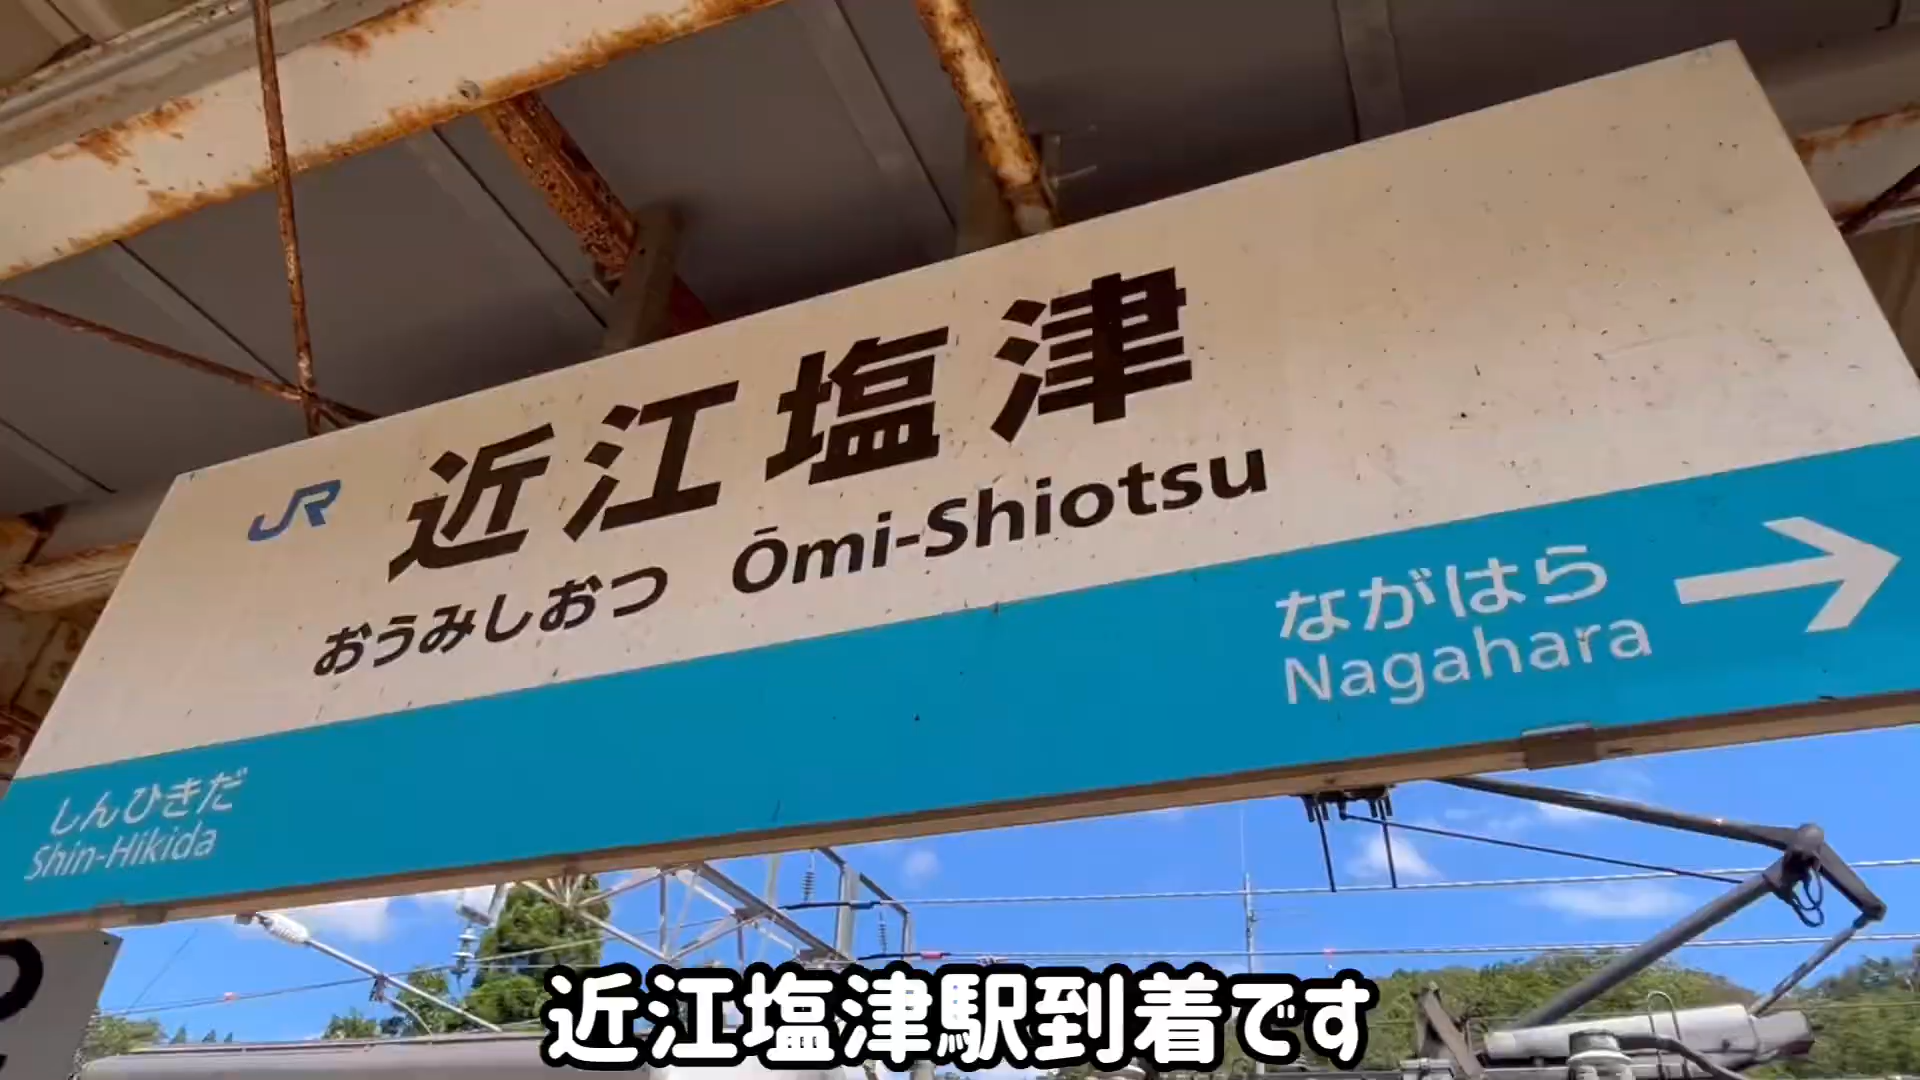 JR
近江塩津
おうみしおつ Ōmi-Shiotsu
ながはら
Nagahara
しんひきだ
Shin-Hikida
近江塩津駅到着です